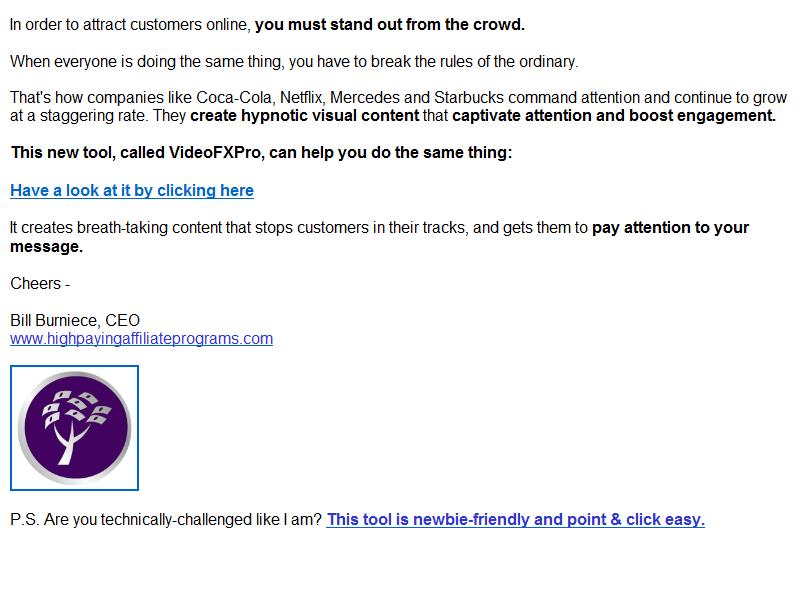 In order to attract customers online, you must stand out from the crowd.
When everyone is doing the same thing, you have to break the rules of the ordinary.
That's how companies like Coca-Cola, Netflix, Mercedes and Starbucks command attention and continue to grow
at a staggering rate. They create hypnotic visual content that captivate attention and boost engagement.
This new tool, called VideoFXPro, can help you do the same thing:
Have a look at it by clicking here
It creates breath-taking content that stops customers in their tracks, and gets them to pay attention to your
message.
Cheers -
Bill Burniece, CEO
www.highpayingaffiliateprograms.com
P.S. Are you technically-challenged like I am? This tool is newbie-friendly and point & click easy.